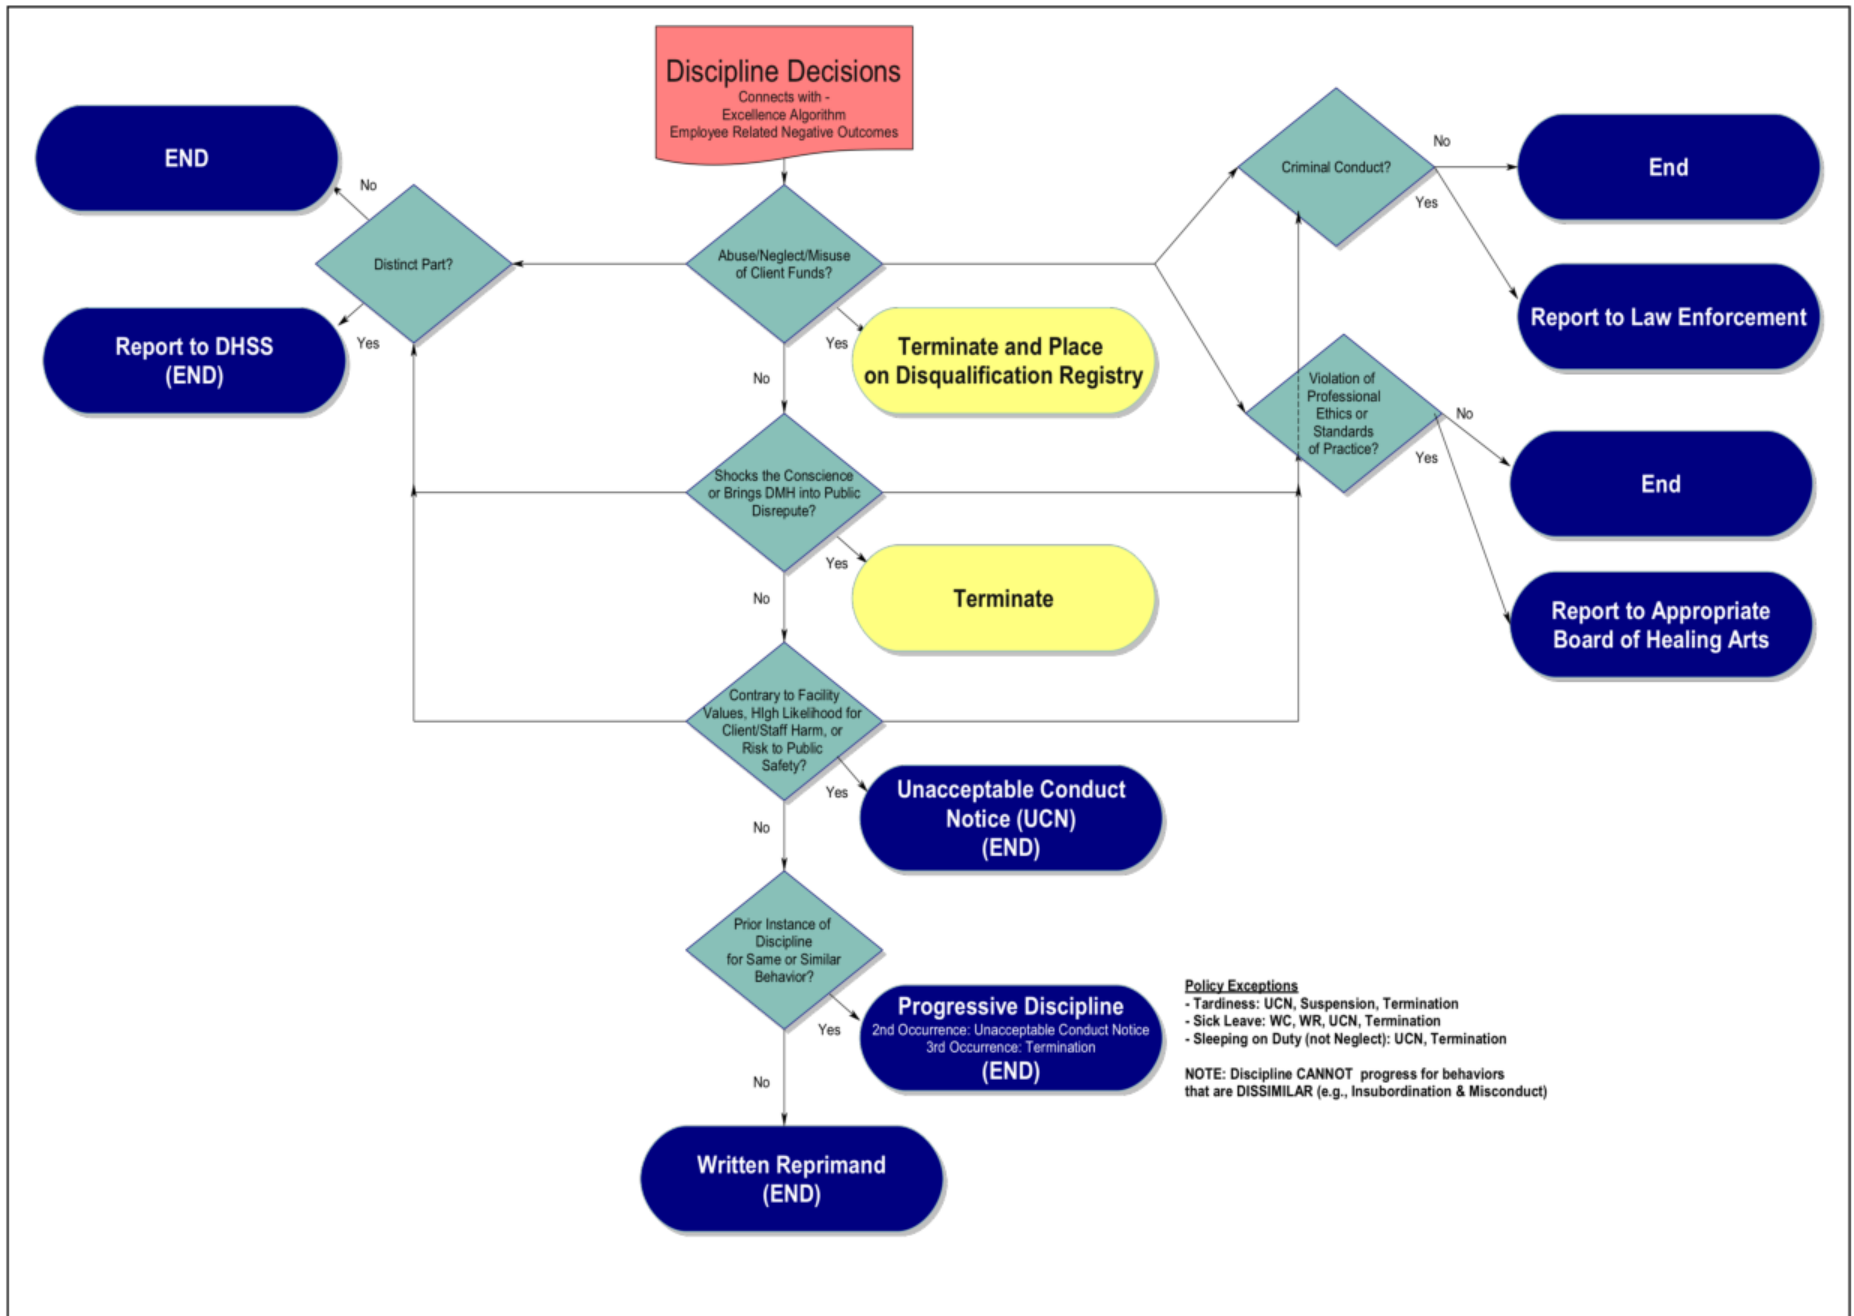 Discipline Decisions
Connects with -
Excellence Algorithm
Employee Related Negative Outcomes
END
No
Distinct Part?
Yes
Report to DHSS
(END)
Abuse/Neglect/Misuse
of Client Funds?
Yes
No
Terminate and Place
on Disqualification Registry
Criminal Conduct?
No
Yes
End
Report to Law Enforcement
Violation of
Professional
Ethics or
Standards
of Practice?
No
Yes
End
Report to Appropriate
Board of Healing Arts
Shocks the Conscience
or Brings DMH into Public
Disrepute?
Yes
No
Terminate
Contrary to Facility
Values, HIgh Likelihood for
Client/Staff Harm, or
Risk to Public
Safety?
Yes
No
Unacceptable Conduct
Notice (UCN)
(END)
Prior Instance of
Discipline
for Same or Similar
Behavior?
Yes
No
Progressive Discipline
2nd Occurrence: Unacceptable Conduct Notice
3rd Occurrence: Termination
(END)
Written Reprimand
(END)
Policy Exceptions
- Tardiness: UCN, Suspension, Termination
- Sick Leave: WC, WR, UCN, Termination
- Sleeping on Duty (not Neglect): UCN, Termination
NOTE: Discipline CANNOT progress for behaviors
that are DISSIMILAR (e.g., Insubordination & Misconduct)